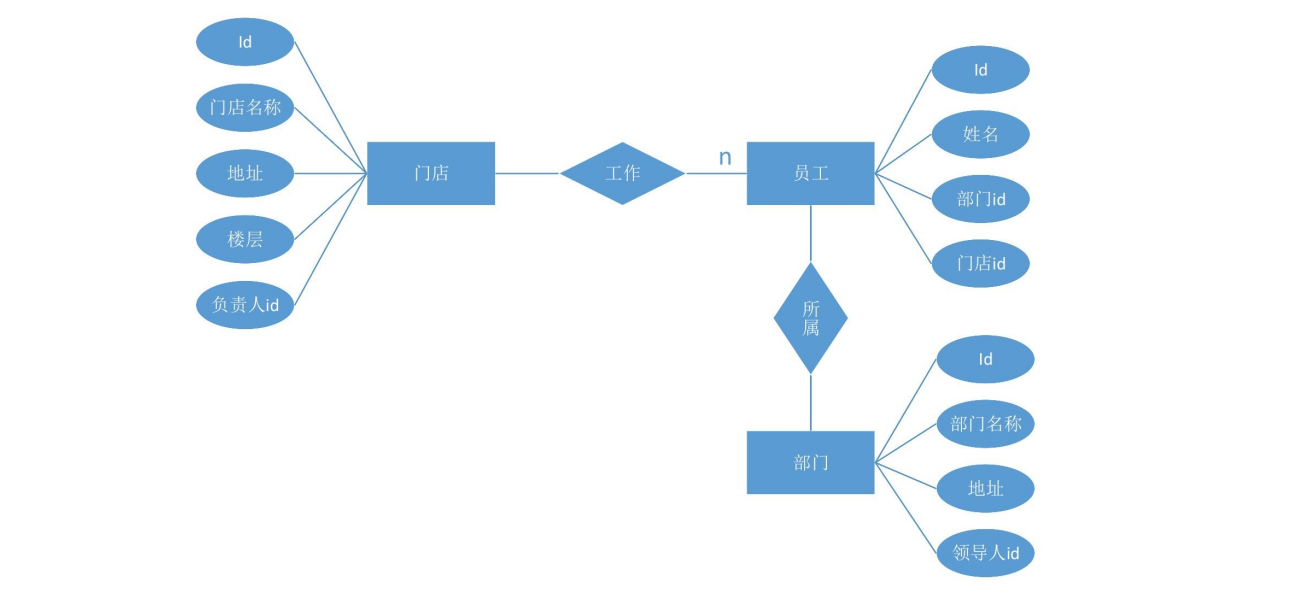 Id
门店名称
地址
楼层
负责人id
门店
工作
n
员工
Id
姓名
部门id
门店id
所
属
部门
Id
部门名称
地址
领导人id